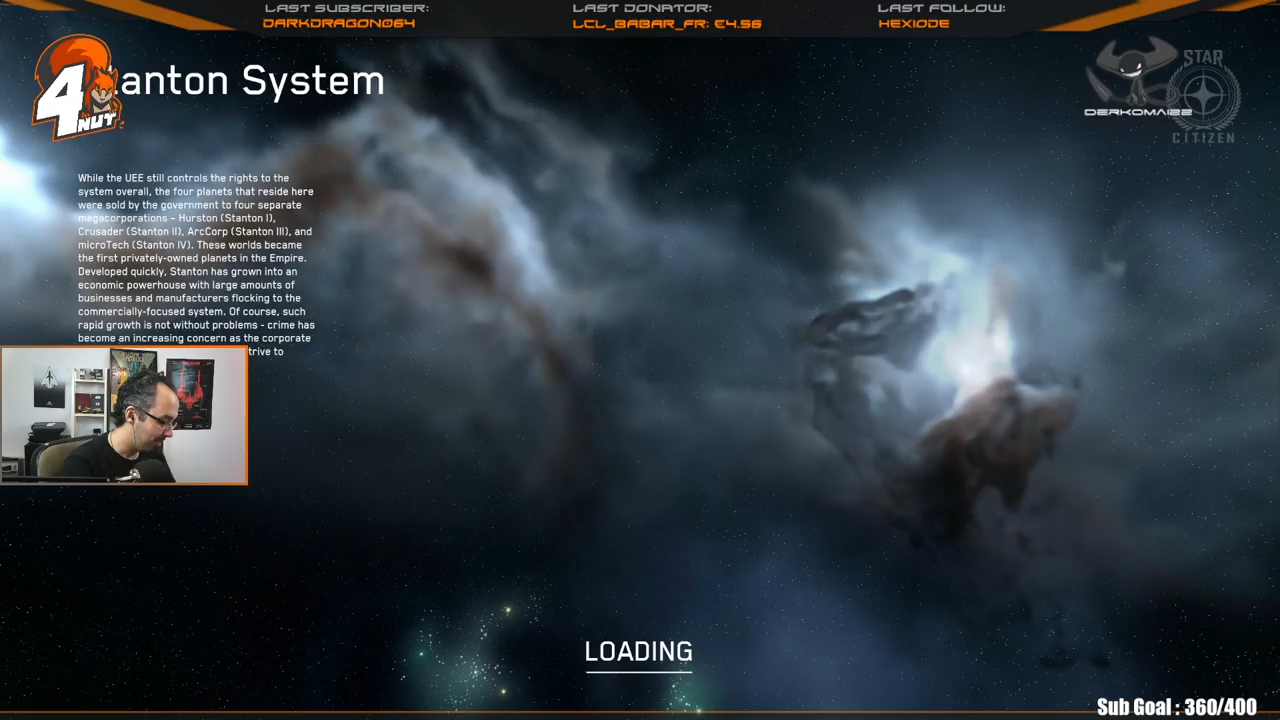 LAST SUBSCRIBER:
DARKDRAGON064
LAST DONATOR:
LCL_BABAR_FR: €4.56
LAST FOLLOW:
HEXIODE
4
NUT
anton System
STAR
CITIZEN
DERKOMAI22
While the UEE still controls the rights to the
system overall, the four planets that reside here
were sold by the government to four separate
megacorporations – Hurston (Stanton I),
Crusader (Stanton II), ArcCorp (Stanton III), and
microTech (Stanton IV). These worlds became
the first privately-owned planets in the Empire.
Developed quickly, Stanton has grown into an
economic powerhouse with large amounts of
businesses and manufacturers flocking to the
commercially-focused system. Of course, such
rapid growth is not without problems - crime has
become an increasing concern as the corporate
trive to
LOADING
Sub Goal : 360/400